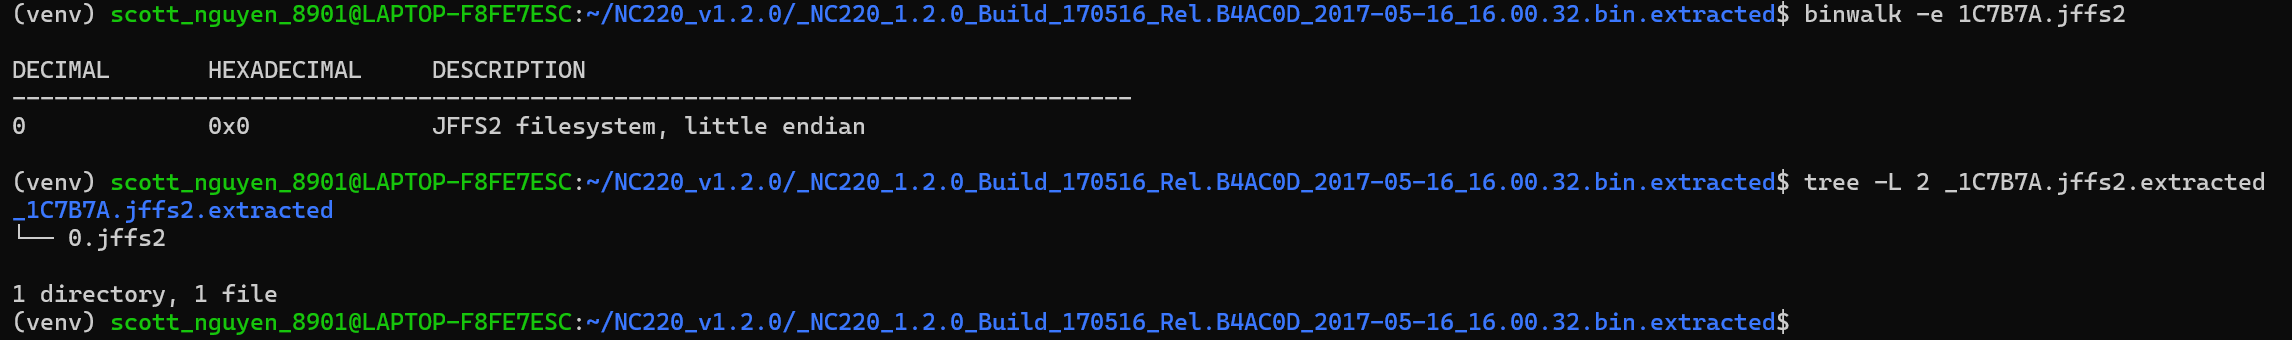 (venv) scott_nguyen_8901@LAPTOP-F8FE7ESC:~/NC220_v1.2.0/_NC220_1.2.0_Build_170516_Rel.B4AC0D_2017-05-16_16.00.32.bin.extracted$ binwalk -e 1C7B7A.jffs2
DECIMAL       HEXADECIMAL     DESCRIPTION
--------------------------------------------------------------------------------
0             0x0             JFFS2 filesystem, little endian
(venv) scott_nguyen_8901@LAPTOP-F8FE7ESC:~/NC220_v1.2.0/_NC220_1.2.0_Build_170516_Rel.B4AC0D_2017-05-16_16.00.32.bin.extracted$ tree -L 2 _1C7B7A.jffs2.extracted
_1C7B7A.jffs2.extracted
└── 0.jffs2
1 directory, 1 file
(venv) scott_nguyen_8901@LAPTOP-F8FE7ESC:~/NC220_v1.2.0/_NC220_1.2.0_Build_170516_Rel.B4AC0D_2017-05-16_16.00.32.bin.extracted$